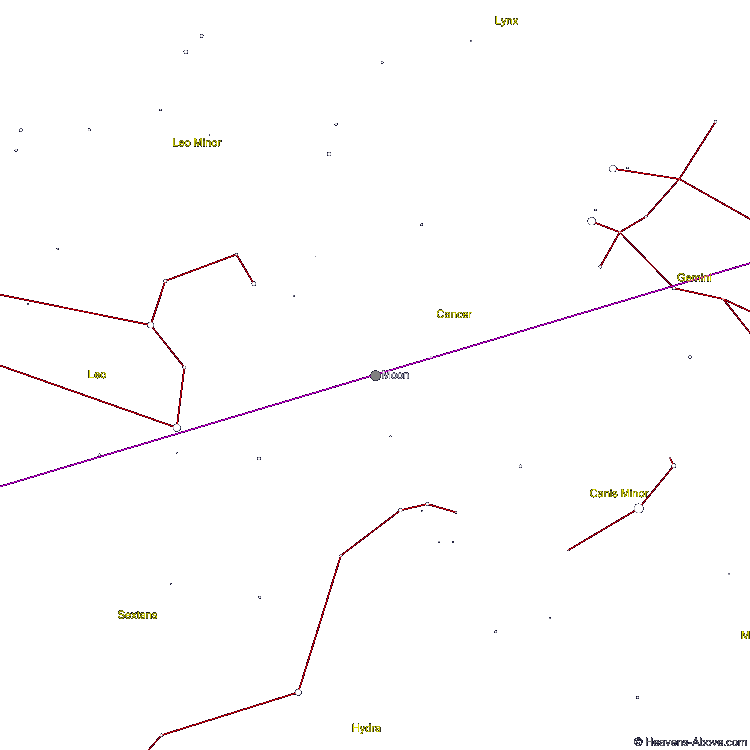 Lynx
Leo Minor
Gemini
Cancer
Leo
Moon
Canis Minor
Sextans
M
Hydra
© Heavens-Above.com